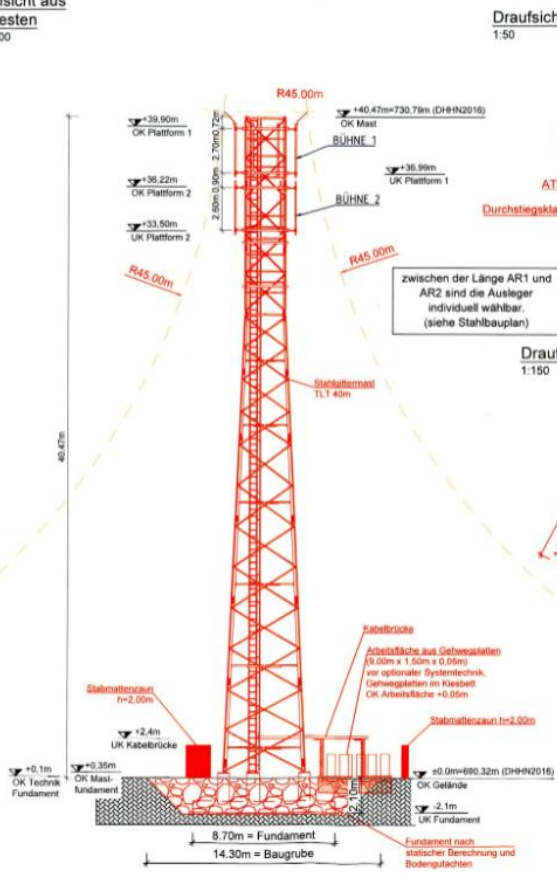 sicht aus
esten
00
Draufsich
1:50
R45.00m
+39,90m
OK Plattform 1
+40,47m=730,79m (DHHN2016)
OK Mast
2.70m 0,72m
BÜHNE 1
+36,99m
UK Plattform 1
+36,22m
OK Plattform 2
2.60m 0,90m
BÜHNE 2
AT
Durchstiegskla
+33,50m
UK Plattform 2
R45.00m
R45.00m
zwischen der Länge AR1 und
AR2 sind die Ausleger
individuell wählbar.
(siehe Stahlbauplan)
Drauf
1:150
Stahlgittermast
TLT 40m
40.47m
Kabelbrücke
Arbeitsfläche aus Gehwegplatten
(9,00m x 1,50m x 0,05m)
vor optionaler Systemtechnik,
Gehwegplatten im Kiesbett
OK Arbeitsfläche +0,05m
Stabmattenzaun
h=2,00m
Stabmattenzaun h=2,00m
+2,4m
UK Kabelbrücke
+0,1m
OK Technik
Fundament
+0,35m
OK Mast-
fundament
±0.0m=690,32m (DHHN2016)
OK Gelände
2.10m
-2,1m
UK Fundament
8.70m = Fundament
14.30m = Baugrube
Fundament nach
statischer Berechnung und
Bodengutachten